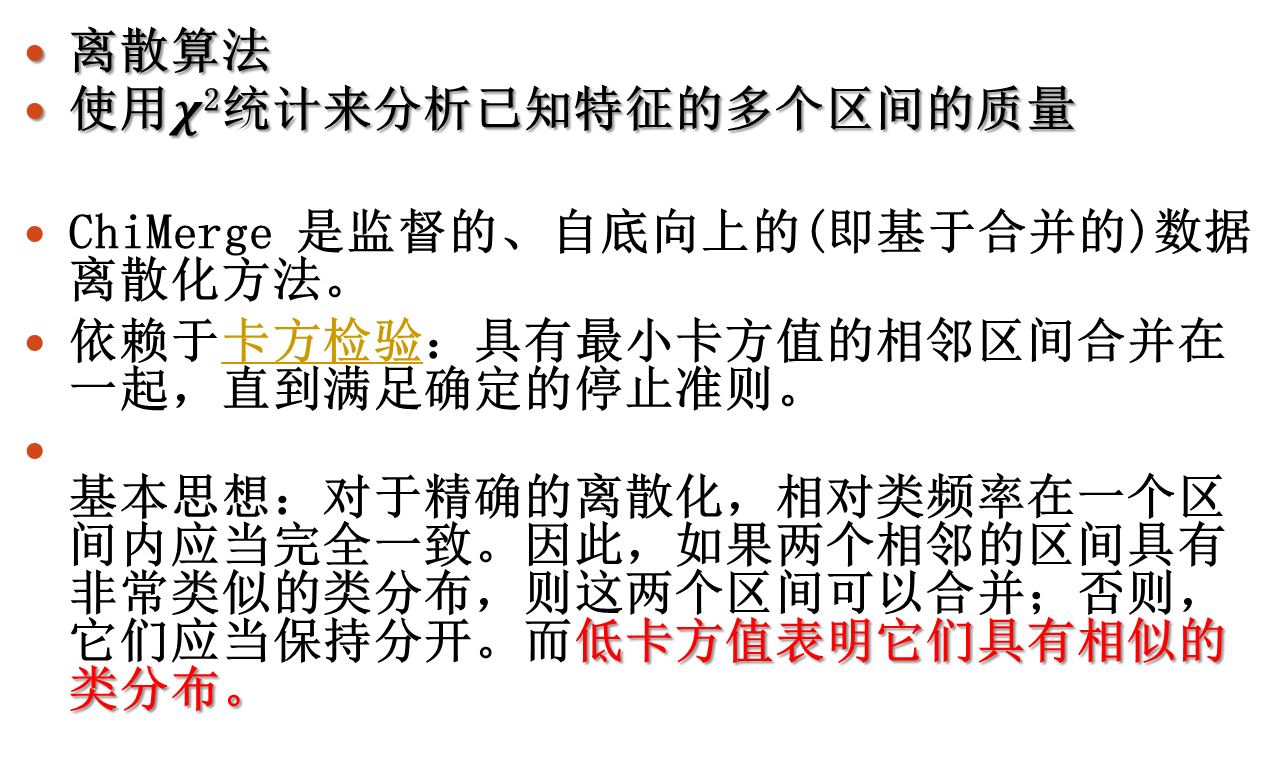 • 离散算法
• 使用χ²统计来分析已知特征的多个区间的质量
• ChiMerge 是监督的、自底向上的(即基于合并的)数据
离散化方法。
• 依赖于卡方检验：具有最小卡方值的相邻区间合并在
一起，直到满足确定的停止准则。
•
基本思想：对于精确的离散化，相对类频率在一个区
间内应当完全一致。因此，如果两个相邻的区间具有
非常类似的类分布，则这两个区间可以合并；否则，
它们应当保持分开。而低卡方值表明它们具有相似的
类分布。